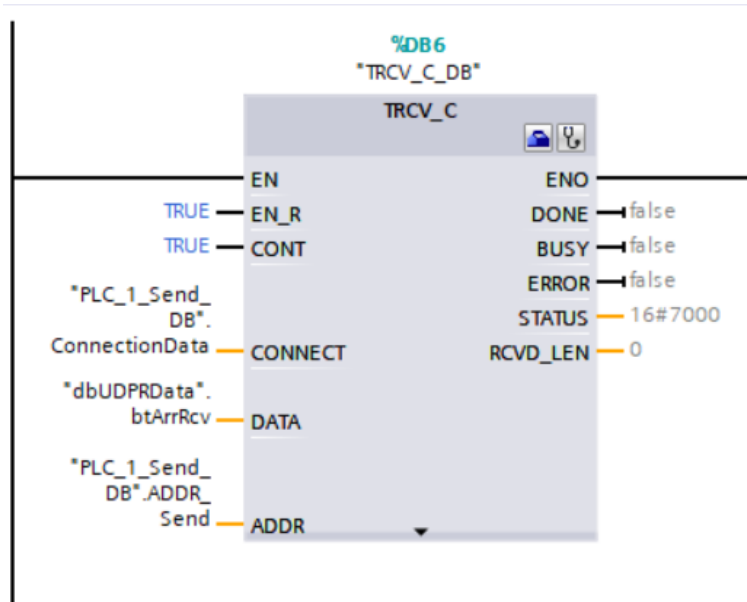 %DB6
"TRCV_C_DB"
TRCV_C
EN ENO
TRUE EN_R DONE false
TRUE CONT BUSY false
ERROR false
"PLC_1_Send_
DB".
STATUS 16#7000
ConnectionData CONNECT RCVD_LEN 0
"dbUDPRData".
btArrRcv DATA
"PLC_1_Send_
DB".ADDR_
Send ADDR